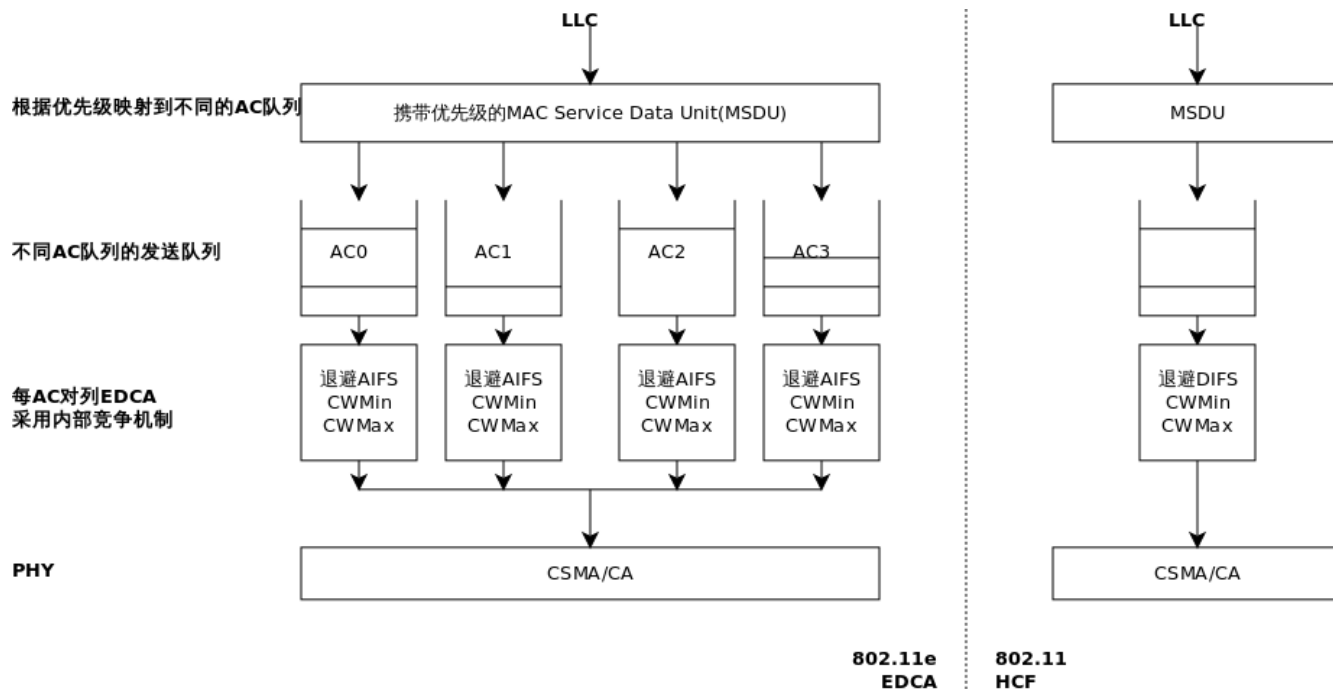 LLC
LLC
根据优先级映射到不同的AC队列
携带优先级的MAC Service Data Unit(MSDU)
MSDU
不同AC队列的发送队列
AC0
AC1
AC2
AC3
每AC对列EDCA
采用内部竞争机制
退避AIFS
CWMin
CWMax
退避AIFS
CWMin
CWMax
退避AIFS
CWMin
CWMax
退避AIFS
CWMin
CWMax
退避DIFS
CWMin
CWMax
PHY
CSMA/CA
CSMA/CA
802.11e
EDCA
802.11
HCF